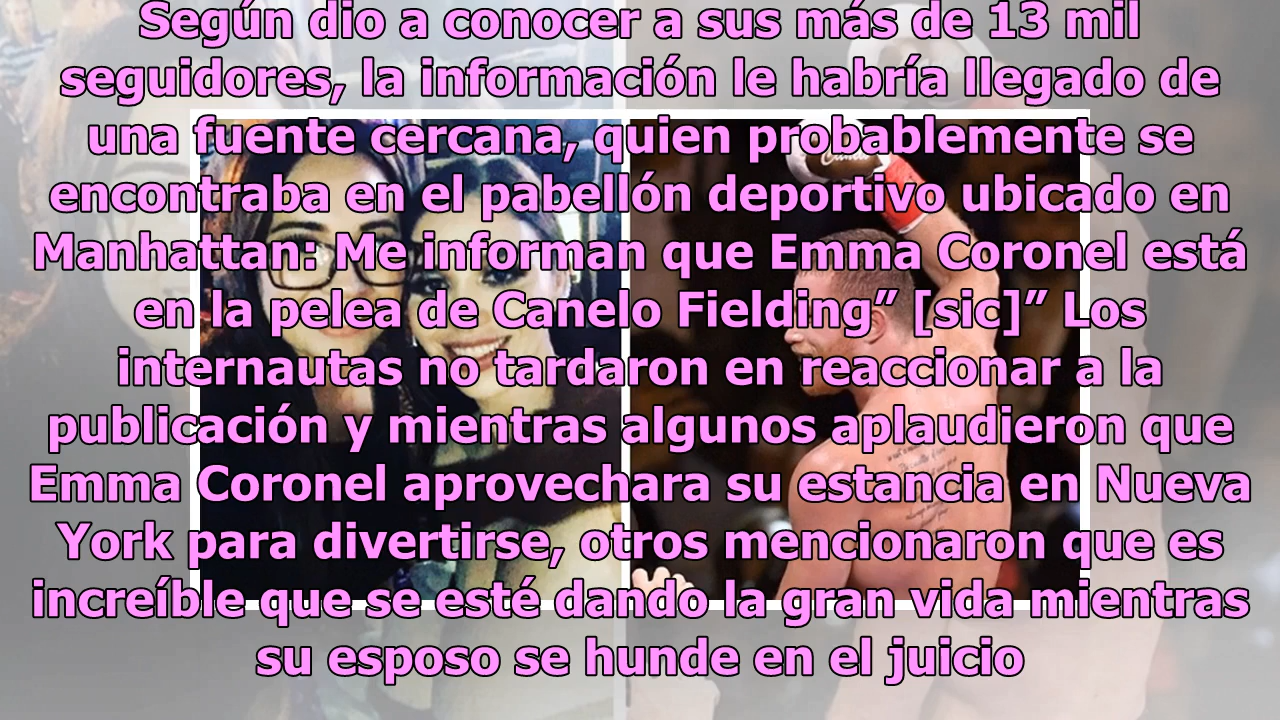 Según dio a conocer a sus más de 13 mil
seguidores, la información le habría llegado de
una fuente cercana, quien probablemente se
encontraba en el pabellón deportivo ubicado en
Manhattan: Me informan que Emma Coronel está
en la pelea de Canelo Fielding” [sic]” Los
internautas no tardaron en reaccionar a la
publicación y mientras algunos aplaudieron que
Emma Coronel aprovechara su estancia en Nueva
York para divertirse, otros mencionaron que es
increíble que se esté dando la gran vida mientras
su esposo se hunde en el juicio